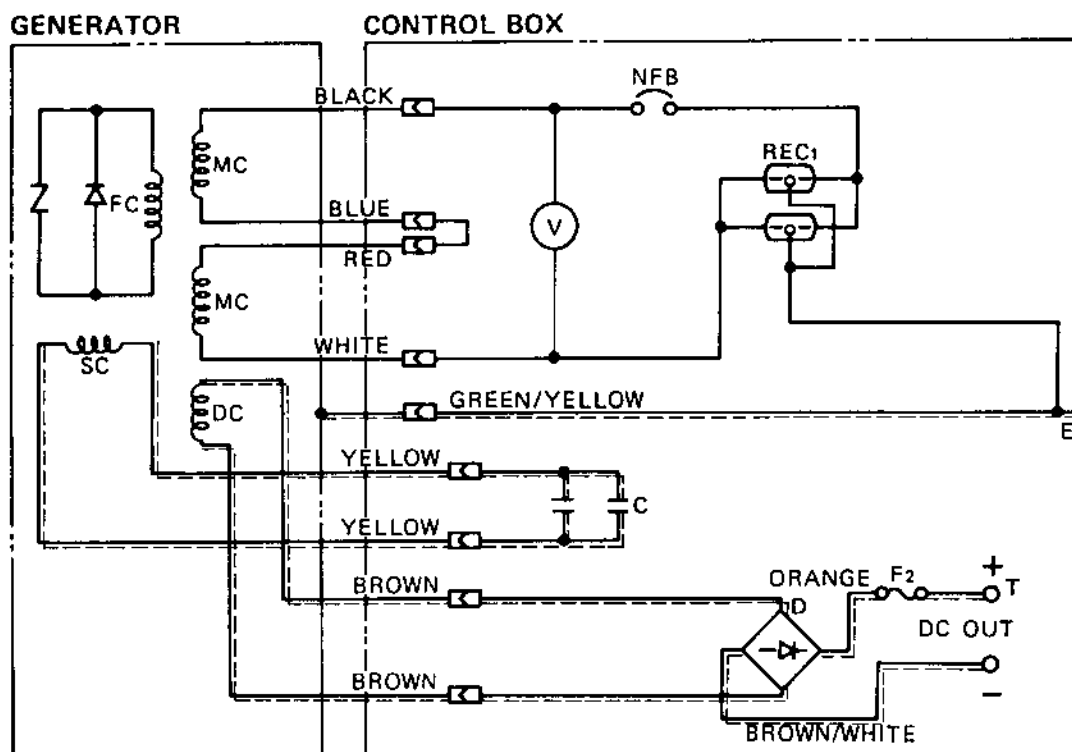 GENERATOR
CONTROL BOX
BLACK
NFB
REC1
MC
FC
BLUE
V
RED
MC
WHITE
SC
GREEN/YELLOW
DC
E
YELLOW
C
YELLOW
BROWN
ORANGE
F2
+
T
D
DC OUT
BROWN
−
BROWN/WHITE